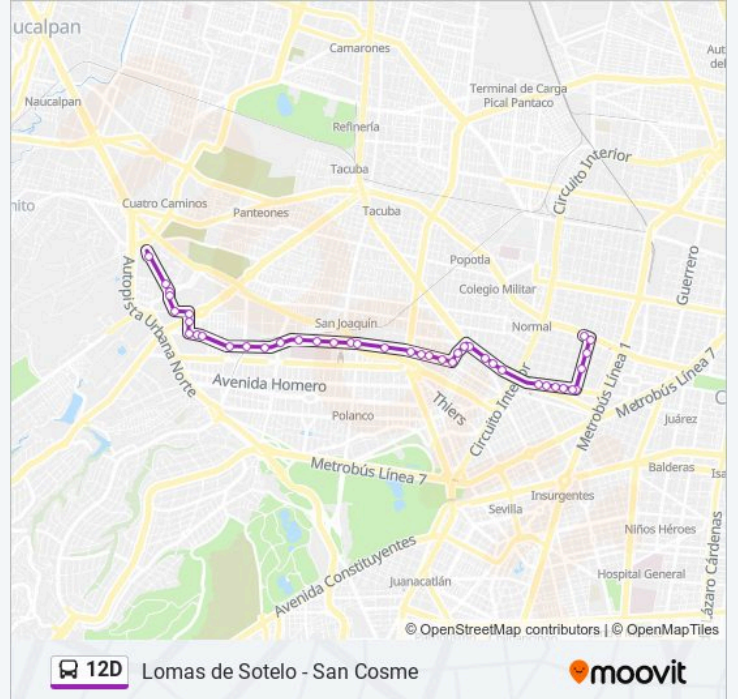 ucalpan
Camarones
Aut
del
Terminal de Carga
Pical Pantaco
Naucalpan
Refinería
Circuito Interior
Tacuba
nito
Cuatro Caminos
Panteones
Tacuba
Popotla
Guerrero
Colegio Militar
Autopista Urbana Norte
San Joaquín
Normal
Metrobús Línea 1
Metrobús Línea 7
Avenida Homero
Circuito Interior
Thiers
Polanco
Juárez
C
Metrobús Línea 7
Balderas
Isa
Insurgentes
Sevilla
Niños Héroes
Avenida Constituyentes
Juanacatlán
Hospital General
ázaro Cárdenas
© OpenStreetMap contributors | © OpenMapTiles
12D Lomas de Sotelo - San Cosme
moovit